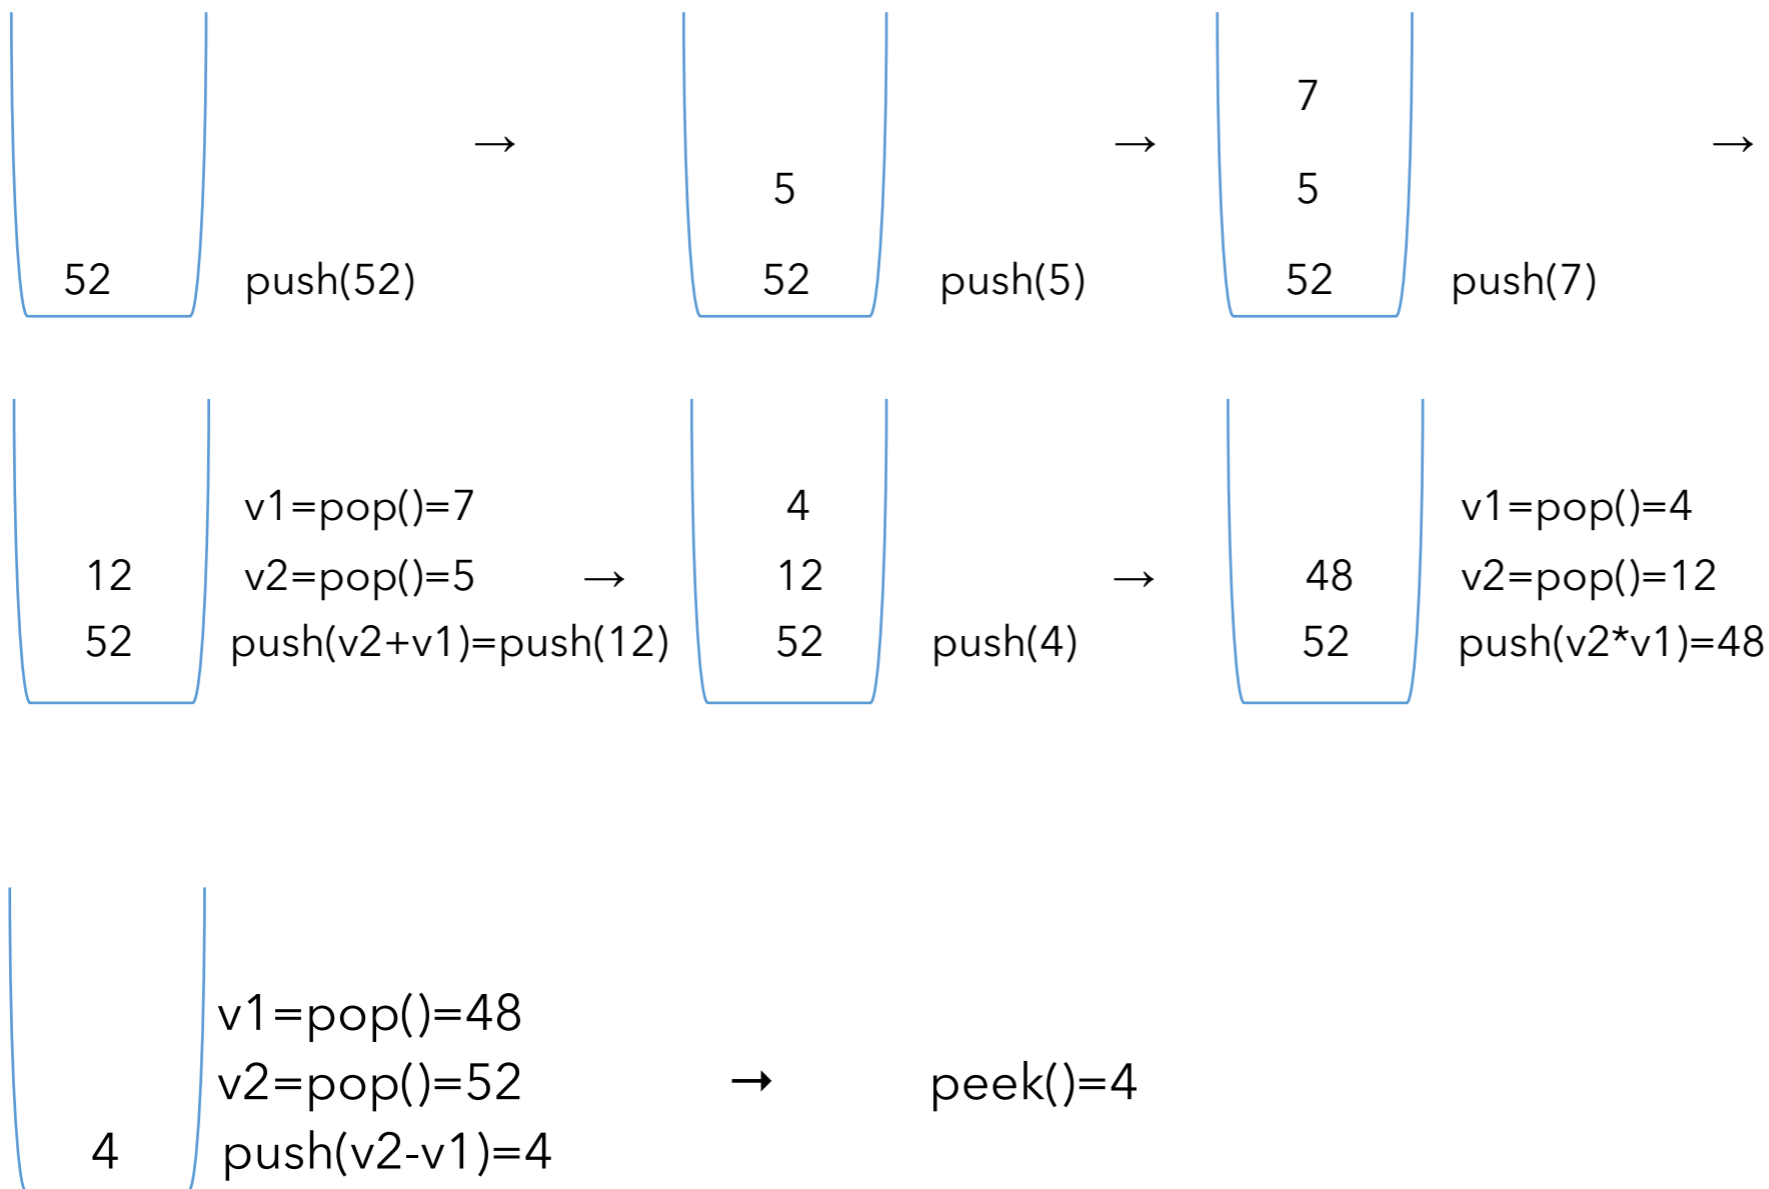 7
→ → →
5 5
52 push(52) 52 push(5) 52 push(7)
v1=pop()=7 4 v1=pop()=4
12 v2=pop()=5 → 12 → 48 v2=pop()=12
52 push(v2+v1)=push(12) 52 push(4) 52 push(v2*v1)=48
v1=pop()=48
v2=pop()=52 → peek()=4
4 push(v2-v1)=4